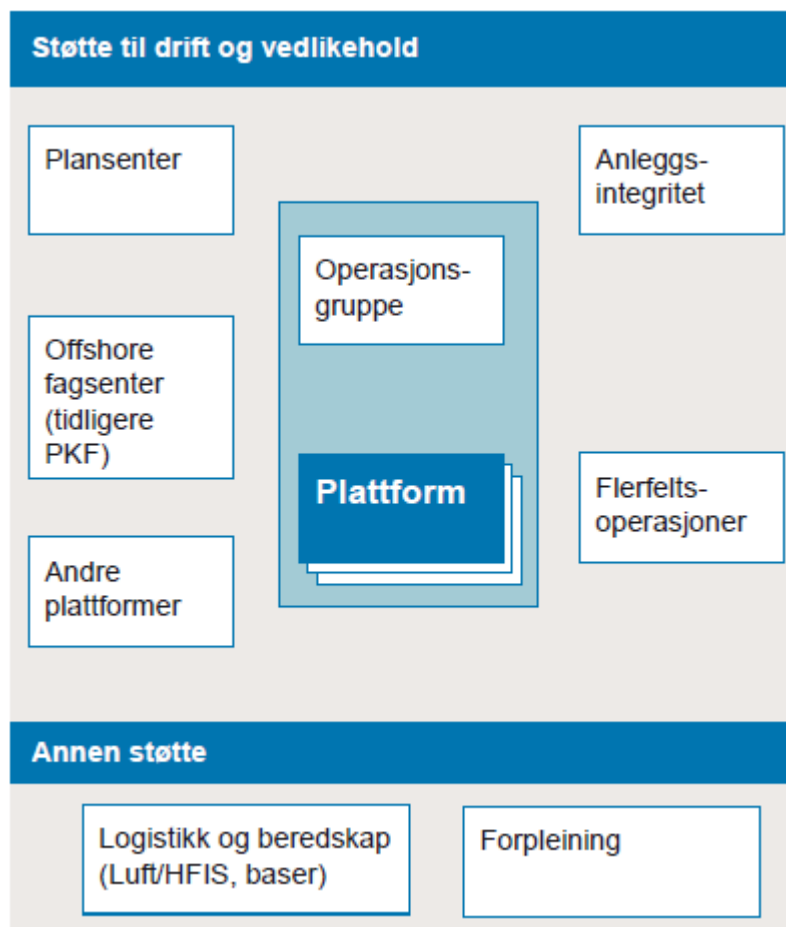 Støtte til drift og vedlikehold
Plansenter
Anleggs-
integritet
Operasjons-
gruppe
Offshore
fagsenter
(tidligere
PKF)
Plattform
Flerfelts-
operasjoner
Andre
plattformer
Annen støtte
Logistikk og beredskap
(Luft/HFIS, baser)
Forpleining